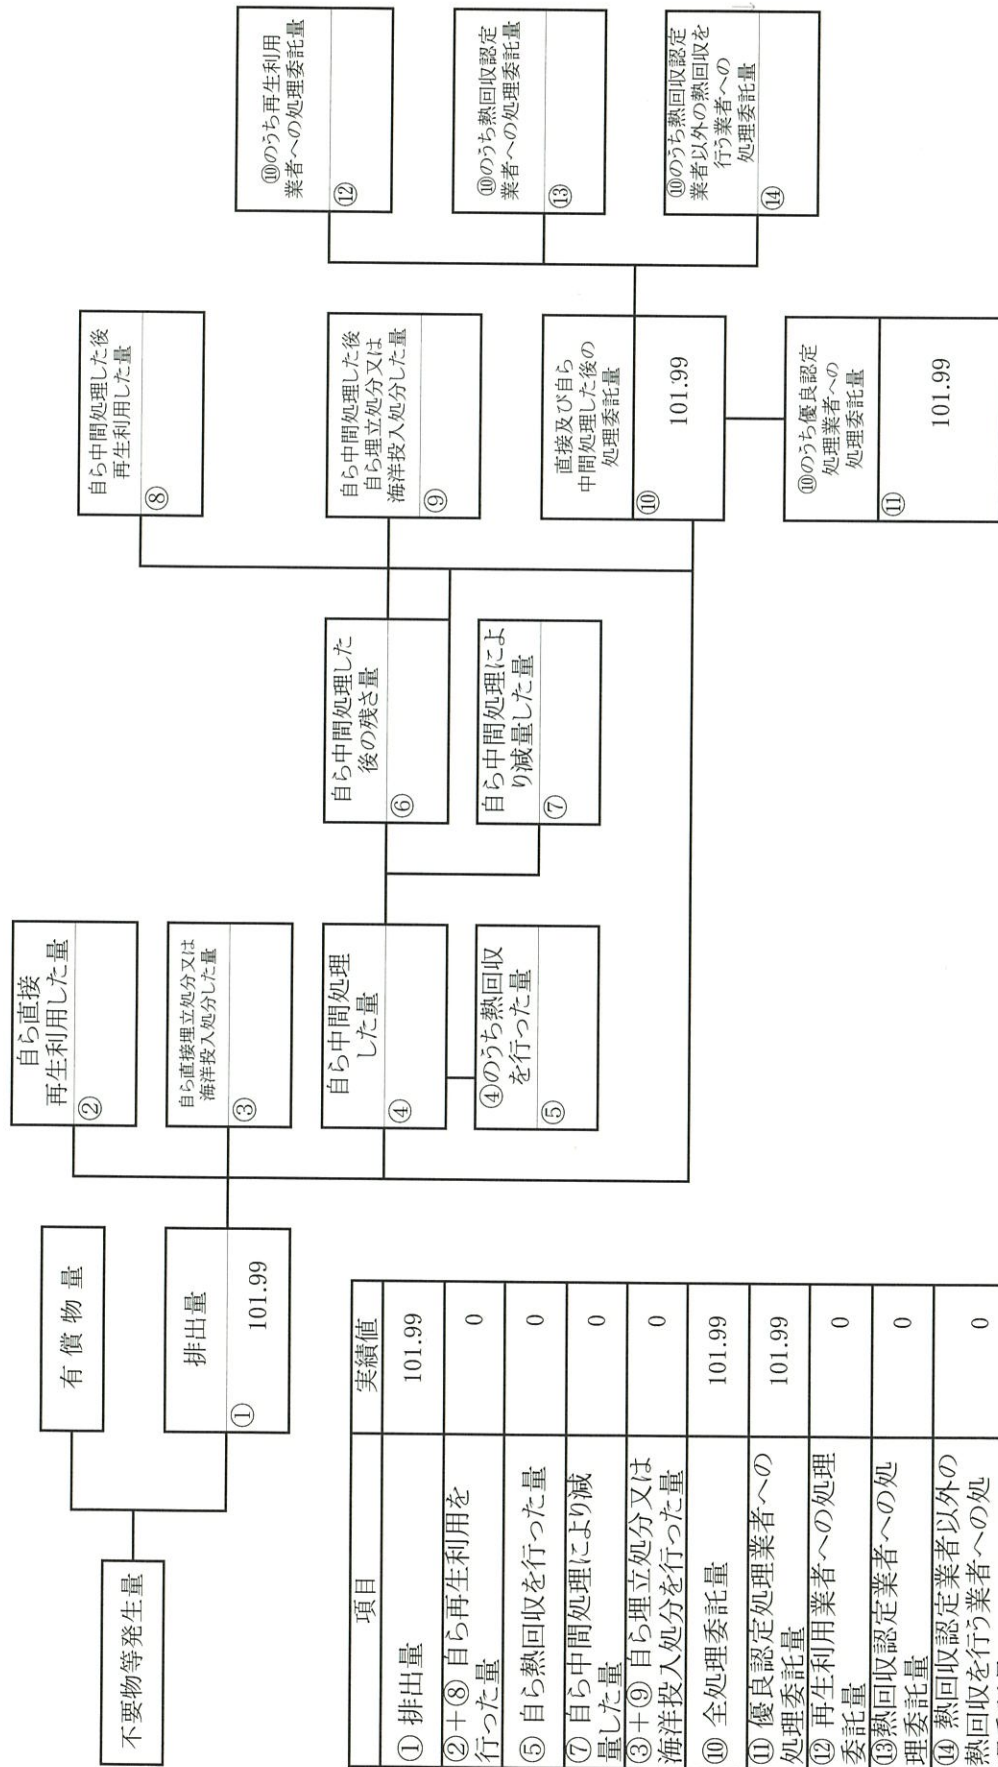 不要物等発生量
有償物量
排出量
① 101.99
自ら直接
再生利用した量
②
自ら直接埋立処分又は
海洋投入処分した量
③
自ら中間処理
した量
④
④のうち熱回収
を行った量
⑤
自ら中間処理した
後の残さ量
⑥
自ら中間処理によ
り減量した量
⑦
自ら中間処理した後
再生利用した量
⑧
自ら中間処理した後
自ら埋立処分又は
海洋投入処分した量
⑨
直接及び自ら
中間処理した後の
処理委託量
⑩ 101.99
⑩のうち優良認定
処理業者への
処理委託量
⑪ 101.99
⑩のうち再生利用
業者への処理委託量
⑫
⑩のうち熱回収認定
業者への処理委託量
⑬
⑩のうち熱回収認定
業者以外の熱回収を
行う業者への
処理委託量
⑭
項目 実績値
① 排出量 101.99
②+⑧ 自ら再生利用を
行った量 0
⑤ 自ら熱回収を行った量 0
⑦ 自ら中間処理により減
量した量 0
③+⑨ 自ら埋立処分又は
海洋投入処分を行った量 0
⑩ 全処理委託量 101.99
⑪ 優良認定処理業者への
処理委託量 101.99
⑫ 再生利用業者への処理
委託量 0
⑬熱回収認定業者への処
理委託量 0
⑭ 熱回収認定業者以外の
熱回収を行う業者への処 0